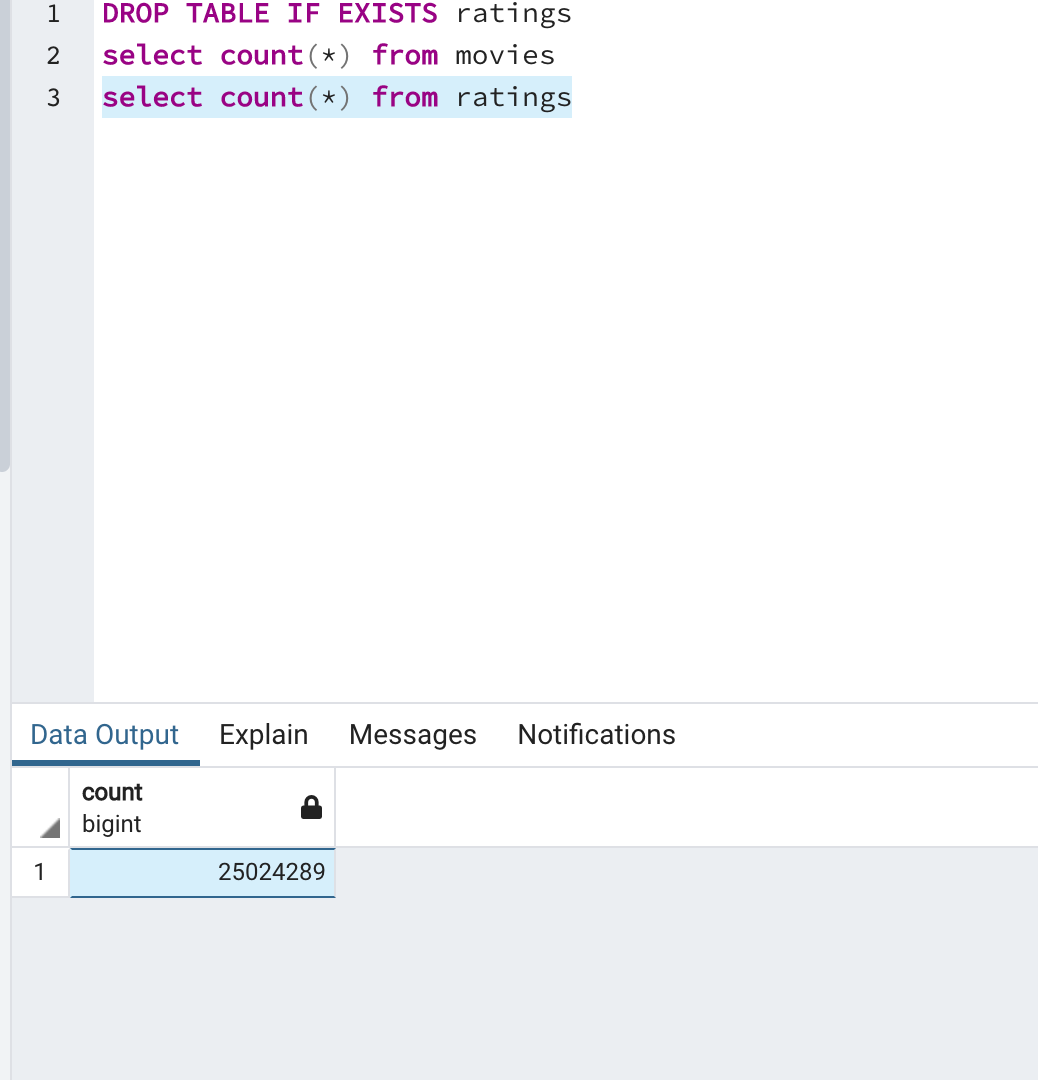 1 DROP TABLE IF EXISTS ratings
2 select count(*) from movies
3 select count(*) from ratings
Data Output Explain Messages Notifications
count
bigint
1 25024289